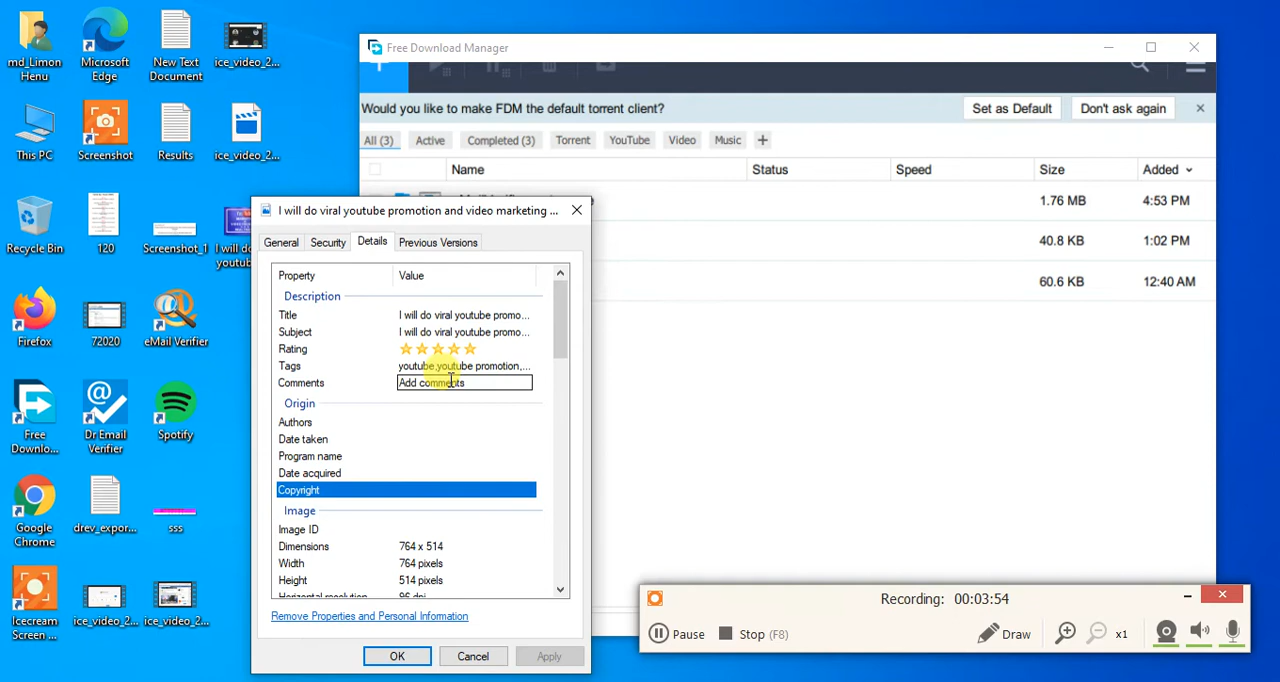 md_Limon
Henu
Microsoft
Edge
New Text
Document
ice_video_2...
This PC
Screenshot
Results
ice_video_2...
Recycle Bin
120
Screenshot_1
I will do
youtub
Firefox
72020
eMail Verifier
Free
Downlo...
Dr Email
Verifier
Spotify
Google
Chrome
drev_expor...
sss
Icecream
Screen ...
ice_video_2...
ice_video_2...
Free Download Manager
Would you like to make FDM the default torrent client?
Set as Default
Don't ask again
All (3)
Active
Completed (3)
Torrent
YouTube
Video
Music
Name
Status
Speed
Size
Added
1.76 MB
4:53 PM
40.8 KB
1:02 PM
60.6 KB
12:40 AM
I will do viral youtube promotion and video marketing ...
General
Security
Details
Previous Versions
Property
Value
Description
Title
I will do viral youtube promo...
Subject
I will do viral youtube promo...
Rating
Tags
youtube,youtube promotion,...
Comments
Add comments
Origin
Authors
Date taken
Program name
Date acquired
Copyright
Image
Image ID
Dimensions
764 x 514
Width
764 pixels
Height
514 pixels
Horizontal resolution
96 dpi
Remove Properties and Personal Information
OK
Cancel
Apply
Recording: 00:03:54
Pause
Stop (F8)
Draw
x1